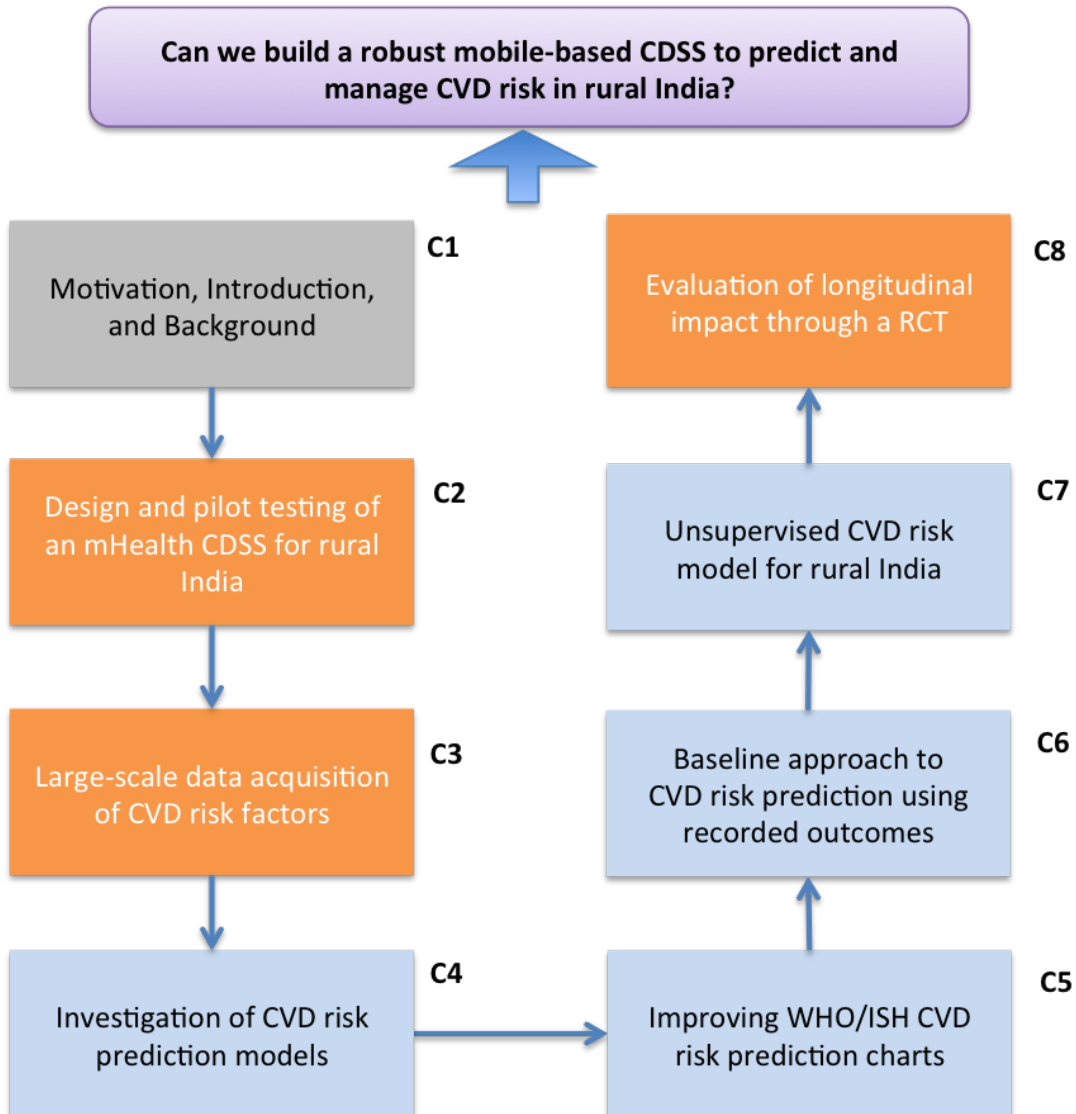 Can we build a robust mobile-based CDSS to predict and
manage CVD risk in rural India?
C1
Motivation, Introduction,
and Background
C2
Design and pilot testing of
an mHealth CDSS for rural
India
C3
Large-scale data acquisition
of CVD risk factors
C4
Investigation of CVD risk
prediction models
C5
Improving WHO/ISH CVD
risk prediction charts
C6
Baseline approach to
CVD risk prediction using
recorded outcomes
C7
Unsupervised CVD risk
model for rural India
C8
Evaluation of longitudinal
impact through a RCT